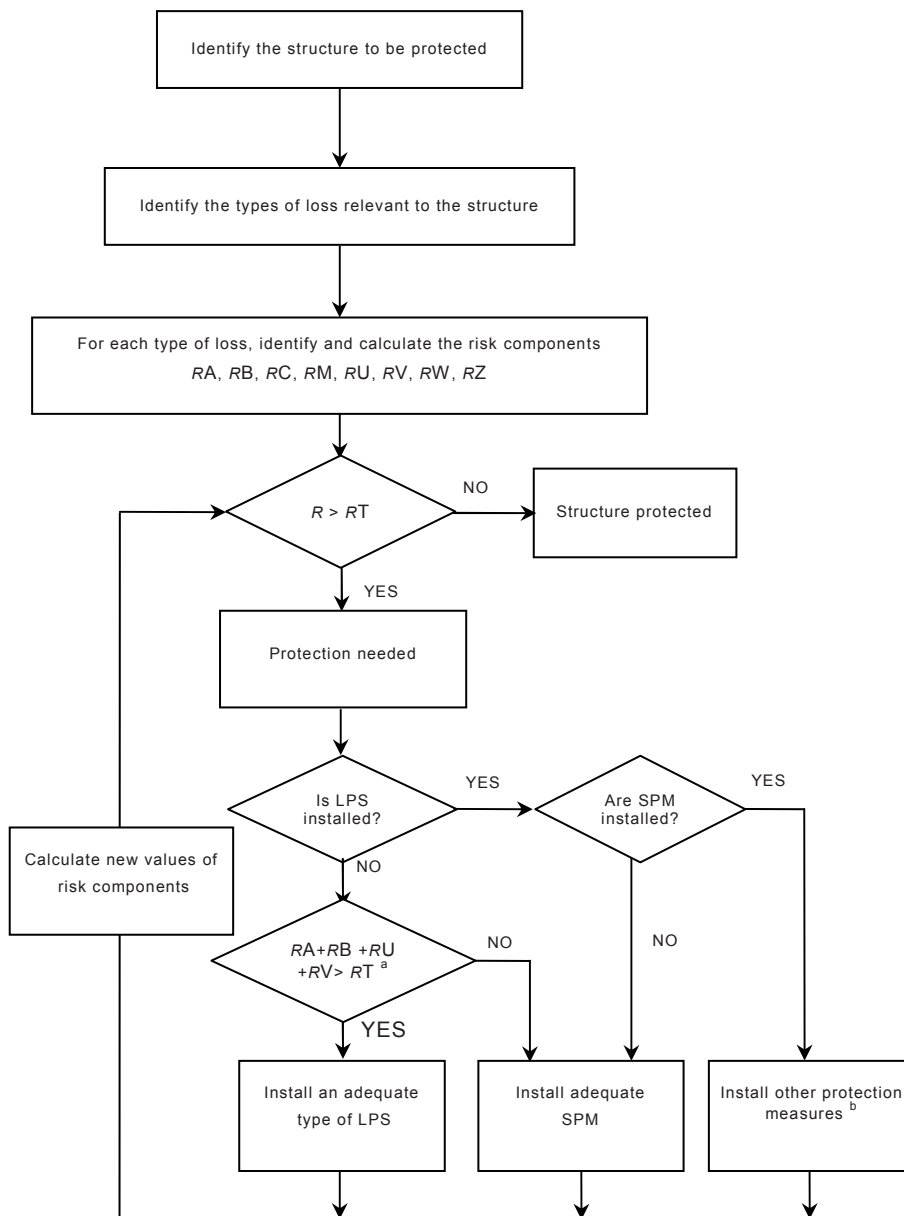 Identify the structure to be protected
Identify the types of loss relevant to the structure
For each type of loss, identify and calculate the risk components
RA, RB, RC, RM, RU, RV, RW, RZ
R > RT
NO
Structure protected
YES
Protection needed
Is LPS
installed?
YES
Are SPM
installed?
YES
Calculate new values of
risk components
NO
RA+RB +RU
+RV> RT a
NO
NO
YES
Install an adequate
type of LPS
Install adequate
SPM
Install other protection
measures b